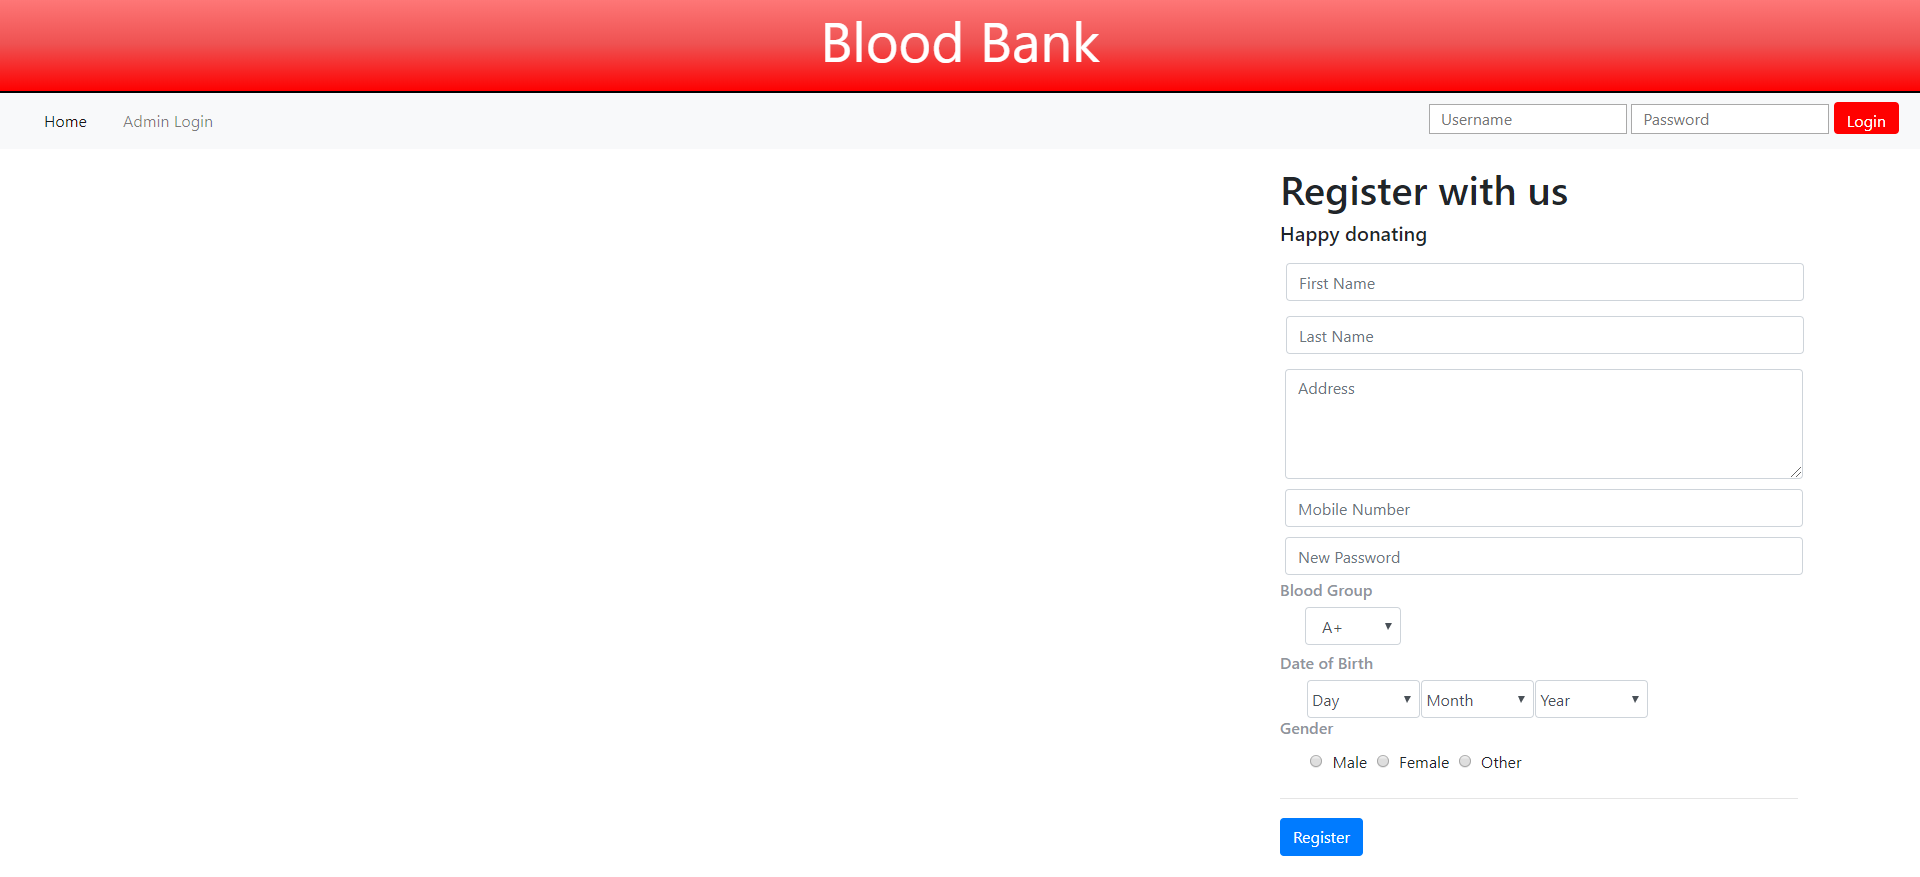 Blood Bank
Home Admin Login Username Password Login
Register with us
Happy donating
First Name
Last Name
Address
Mobile Number
New Password
Blood Group
A+
Date of Birth
Day Month Year
Gender
Male Female Other
Register